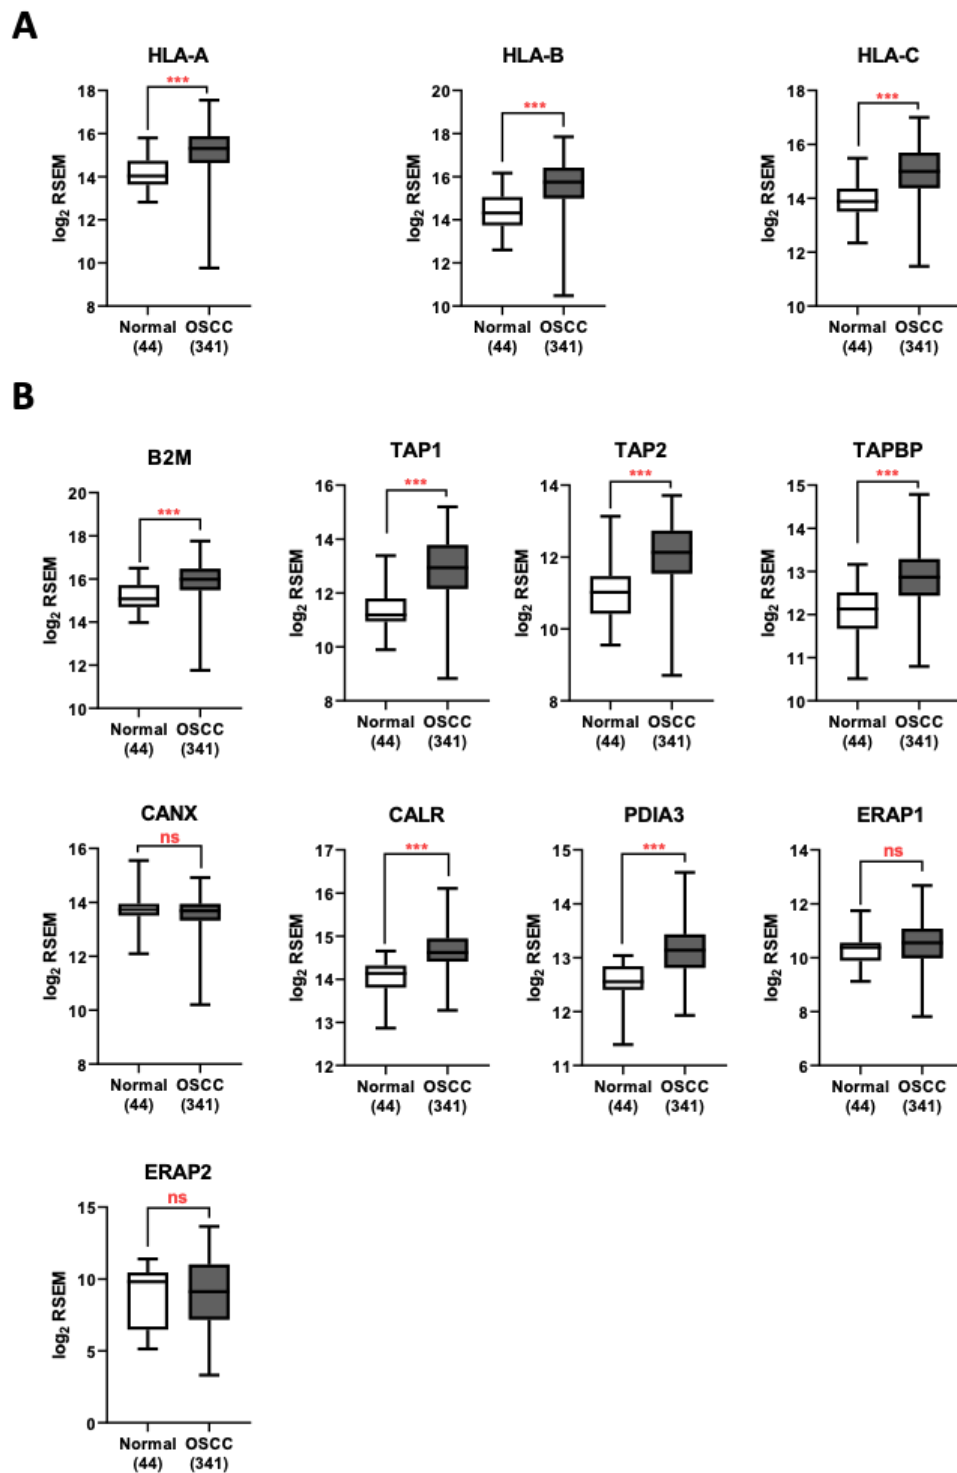 A
HLA-A
HLA-B
HLA-C
***
***
***
18
16
14
12
10
8
log2 RSEM
20
18
16
14
12
10
log2 RSEM
18
16
14
12
10
log2 RSEM
Normal OSCC
(44) (341)
Normal OSCC
(44) (341)
Normal OSCC
(44) (341)
B
B2M
TAP1
TAP2
TAPBP
***
***
***
***
20
18
16
14
12
10
log2 RSEM
16
14
12
10
8
log2 RSEM
14
12
10
8
log2 RSEM
15
14
13
12
11
10
log2 RSEM
Normal OSCC
(44) (341)
Normal OSCC
(44) (341)
Normal OSCC
(44) (341)
Normal OSCC
(44) (341)
CANX
CALR
PDIA3
ERAP1
ns
***
***
ns
16
14
12
10
8
log2 RSEM
17
16
15
14
13
12
log2 RSEM
15
14
13
12
11
log2 RSEM
14
12
10
8
6
log2 RSEM
Normal OSCC
(44) (341)
Normal OSCC
(44) (341)
Normal OSCC
(44) (341)
Normal OSCC
(44) (341)
ERAP2
ns
15
10
5
0
log2 RSEM
Normal OSCC
(44) (341)